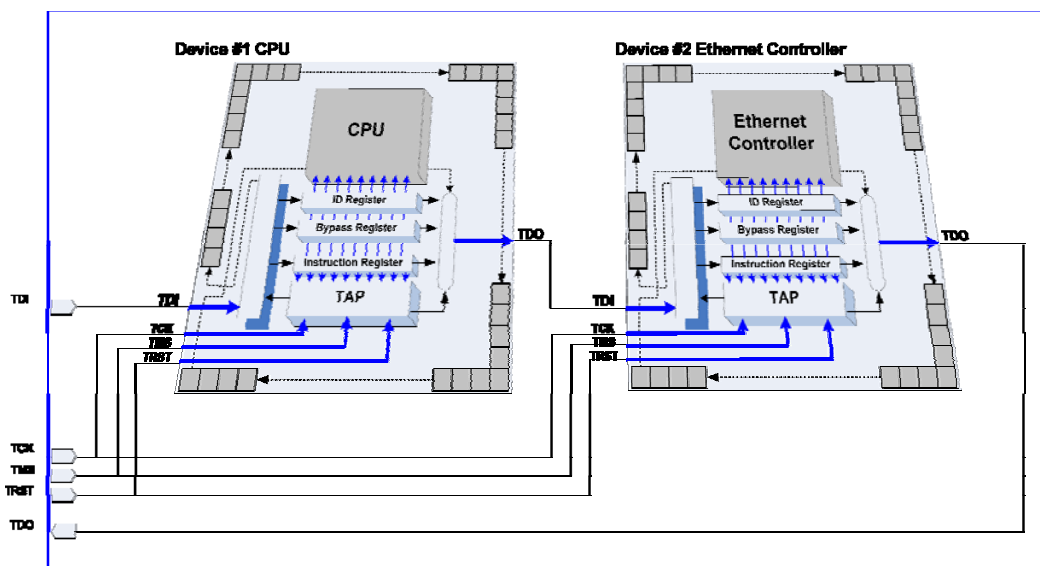 Device #1 CPU
CPU
ID Register
Bypass Register
Instruction Register
TAP
TDI
TCK
TMS
TRST
TDO
Device #2 Ethernet Controller
Ethernet
Controller
ID Register
Bypass Register
Instruction Register
TAP
TDI
TCK
TMS
TRST
TDO
TDI
TCK
TMS
TRST
TDO